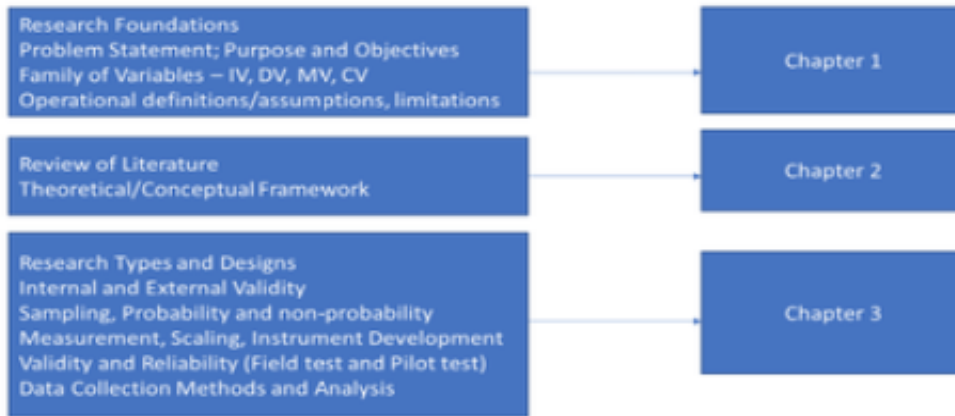 Research Foundations
Problem Statement; Purpose and Objectives
Family of Variables – IV, DV, MV, CV
Operational definitions/assumptions, limitations
Chapter 1
Review of Literature
Theoretical/Conceptual Framework
Chapter 2
Research Types and Designs
Internal and External Validity
Sampling, Probability and non-probability
Measurement, Scaling, Instrument Development
Validity and Reliability (Field test and Pilot test)
Data Collection Methods and Analysis
Chapter 3